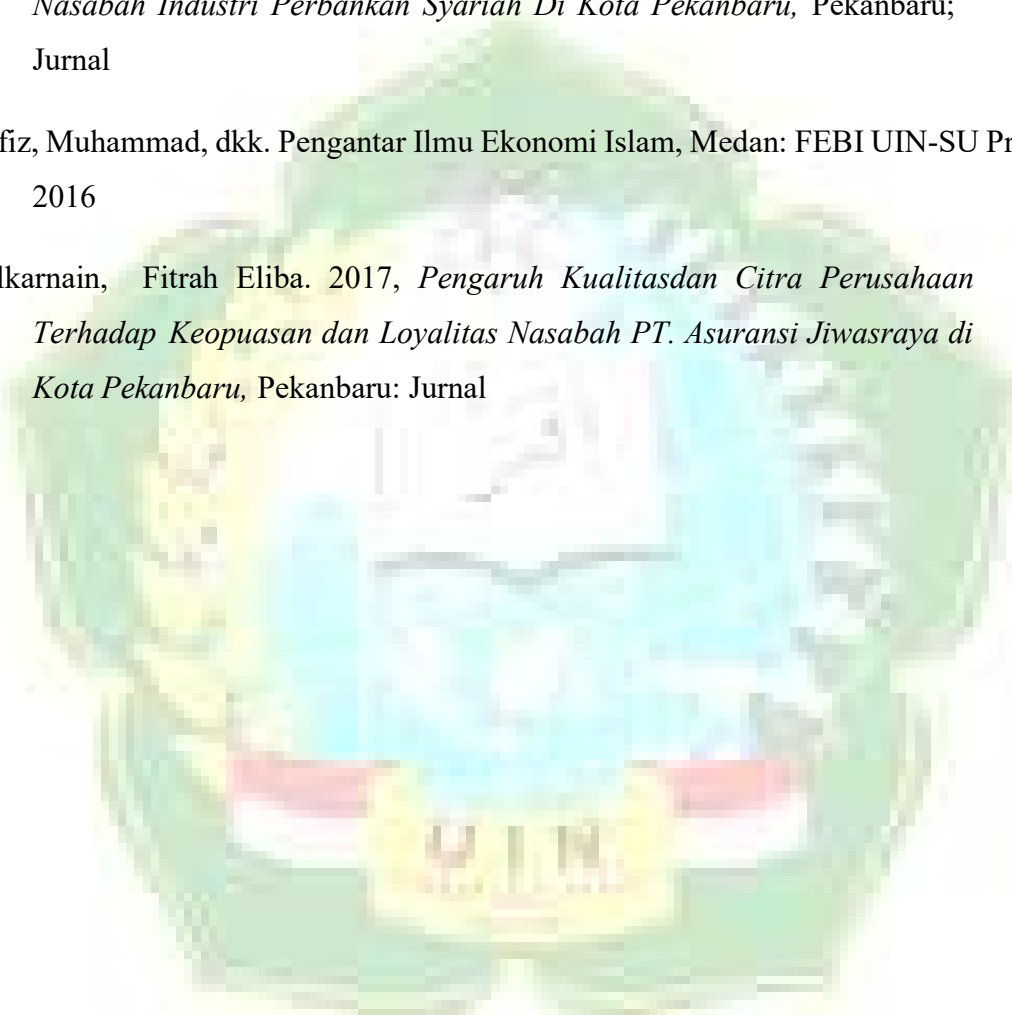 Nasabah Industri Perbankan Syariah Di Kota Pekanbaru, Pekanbaru;
Jurnal
fiz, Muhammad, dkk. Pengantar Ilmu Ekonomi Islam, Medan: FEBI UIN-SU Pr
2016
lkarnain, Fitrah Eliba. 2017, Pengaruh Kualitasdan Citra Perusahaan
Terhadap Keopuasan dan Loyalitas Nasabah PT. Asuransi Jiwasraya di
Kota Pekanbaru, Pekanbaru: Jurnal
UIN